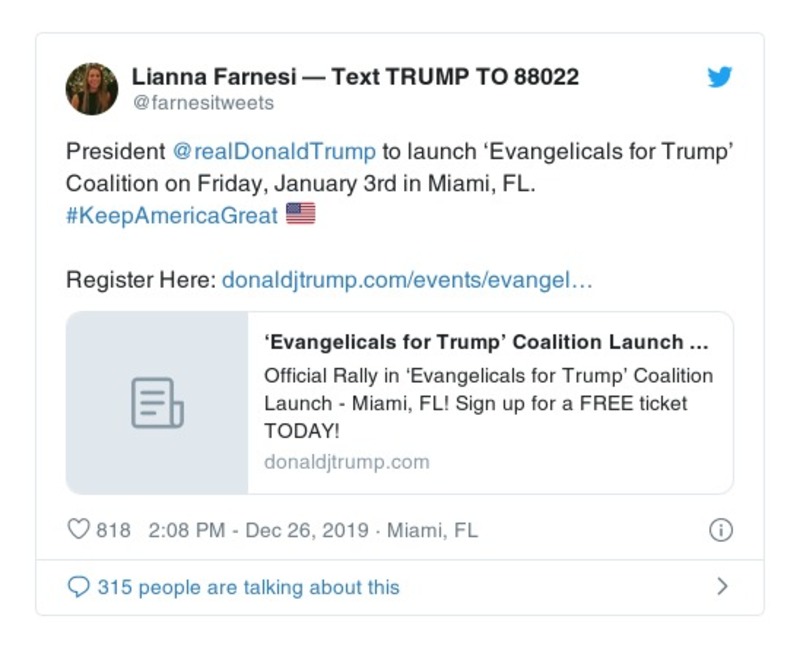 Lianna Farnesi — Text TRUMP TO 88022
@farnesitweets
President @realDonaldTrump to launch ‘Evangelicals for Trump’
Coalition on Friday, January 3rd in Miami, FL.
#KeepAmericaGreat 🇺🇸
Register Here: donaldjtrump.com/events/evangel…
‘Evangelicals for Trump’ Coalition Launch ...
Official Rally in ‘Evangelicals for Trump’ Coalition
Launch - Miami, FL! Sign up for a FREE ticket
TODAY!
donaldjtrump.com
818 2:08 PM - Dec 26, 2019 · Miami, FL
315 people are talking about this